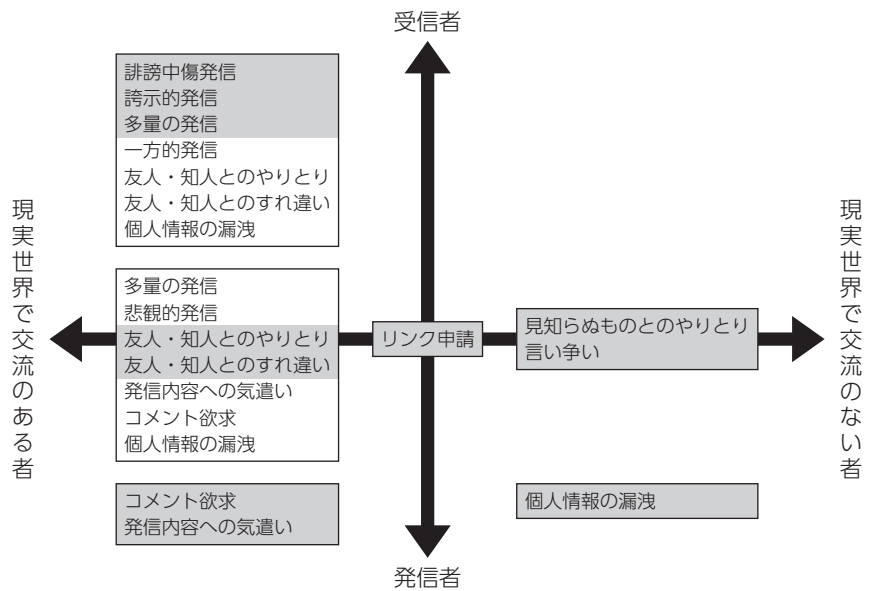 受信者
誹謗中傷発信
誇示的発信
多量の発信
一方的発信
友人・知人とのやりとり
友人・知人とのすれ違い
個人情報の漏洩
現実世界で交流のある者
多量の発信
悲観的発信
友人・知人とのやりとり
友人・知人とのすれ違い
発信内容への気遣い
コメント欲求
個人情報の漏洩
リンク申請
見知らぬものとのやりとり
言い争い
現実世界で交流のない者
コメント欲求
発信内容への気遣い
個人情報の漏洩
発信者